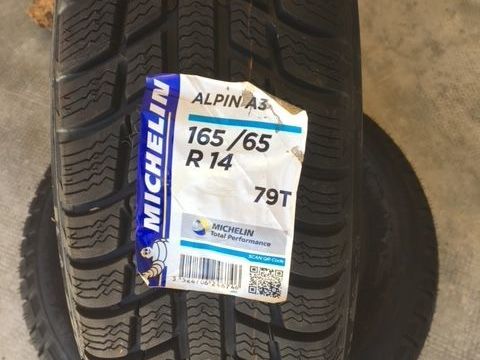 ALPIN A3
165/65
R 14
79T
MICHELIN
MICHELIN
Total Performance
SCAN QR Code